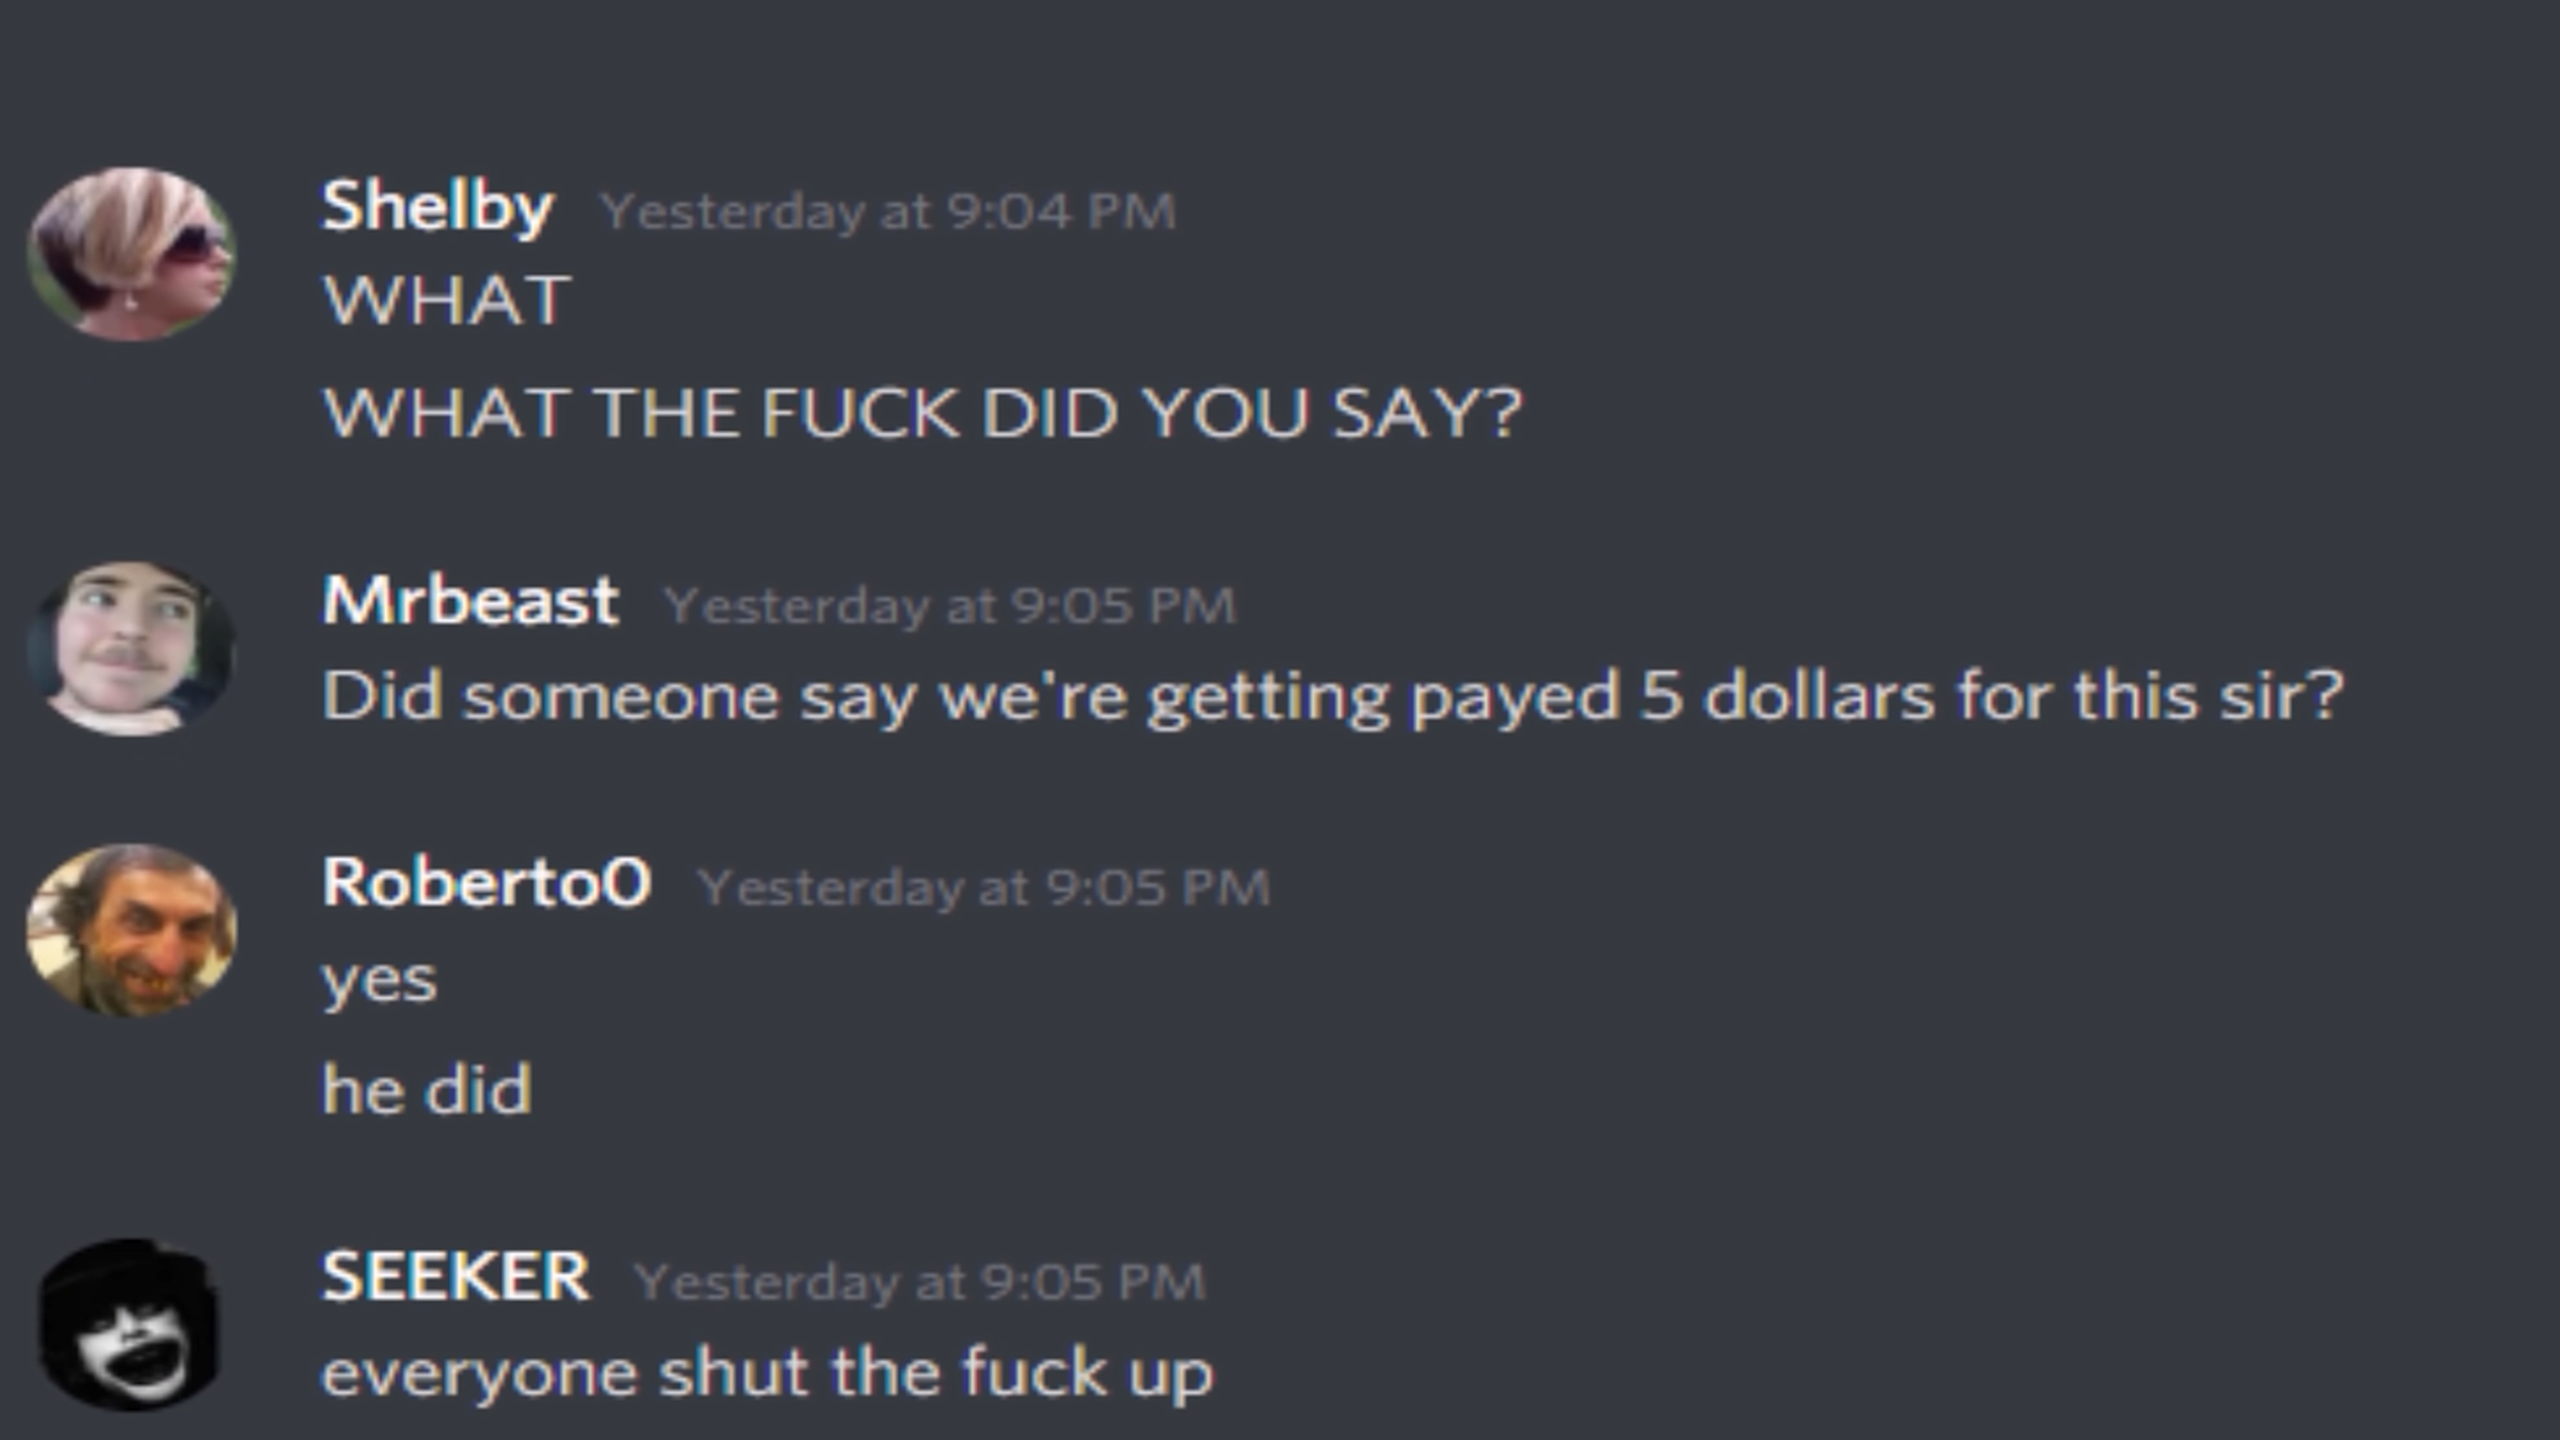 Shelby Yesterday at 9:04 PM
WHAT
WHAT THE FUCK DID YOU SAY?
Mrbeast Yesterday at 9:05 PM
Did someone say we're getting payed 5 dollars for this sir?
RobertoO Yesterday at 9:05 PM
yes
he did
SEEKER Yesterday at 9:05 PM
everyone shut the fuck up